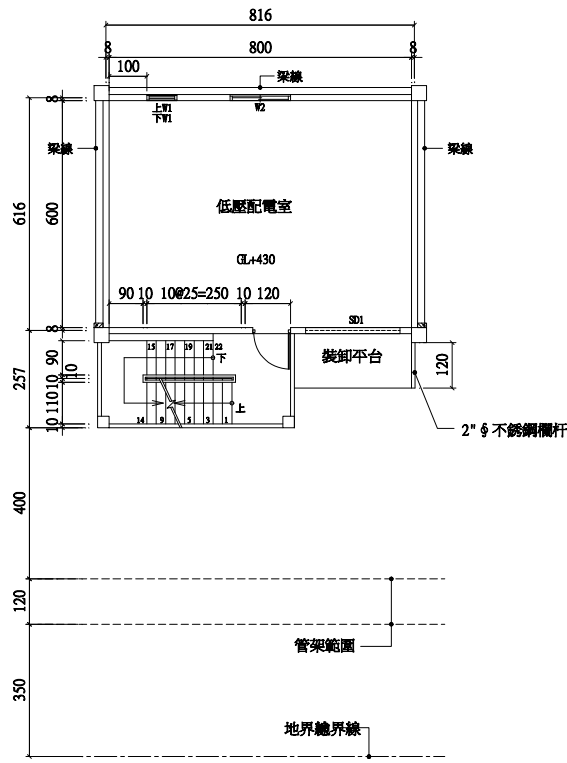 816
8 800 8
100
梁線
上W1
下W1
W2
8
梁線
梁線
616
600
低壓配電室
GL+430
8
90 10 10@25=250 10 120
SD1
257
90
10
10
110
10
15 17 19 21 22
下
裝卸平台
120
上
14 9 5 3 1
2" § 不銹鋼欄杆
400
120
管架範圍
350
地界總界線